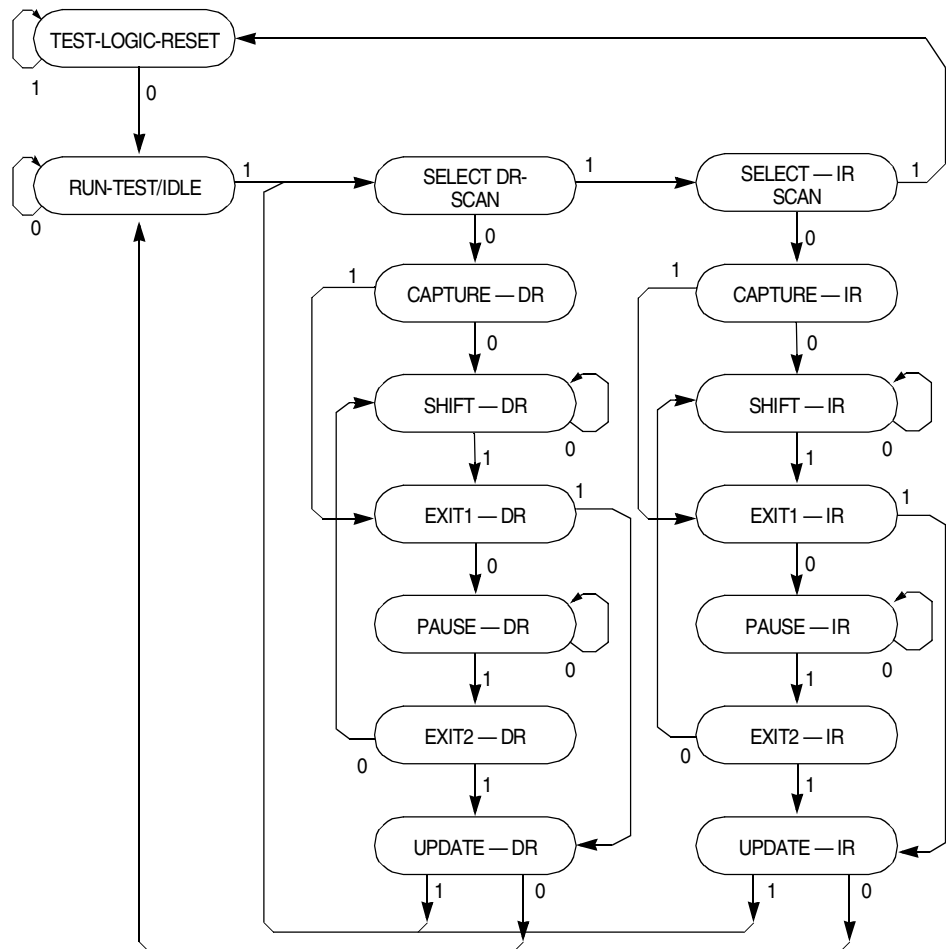 TEST-LOGIC-RESET
1
0
RUN-TEST/IDLE
1
0
SELECT DR-
SCAN
1
SELECT — IR
SCAN
1
0
0
1
CAPTURE — DR
1
CAPTURE — IR
0
0
SHIFT — DR
0
SHIFT — IR
0
1
1
EXIT1 — DR
1
EXIT1 — IR
1
0
0
PAUSE — DR
0
PAUSE — IR
0
1
1
EXIT2 — DR
0
EXIT2 — IR
0
1
1
UPDATE — DR
UPDATE — IR
1
0
1
0